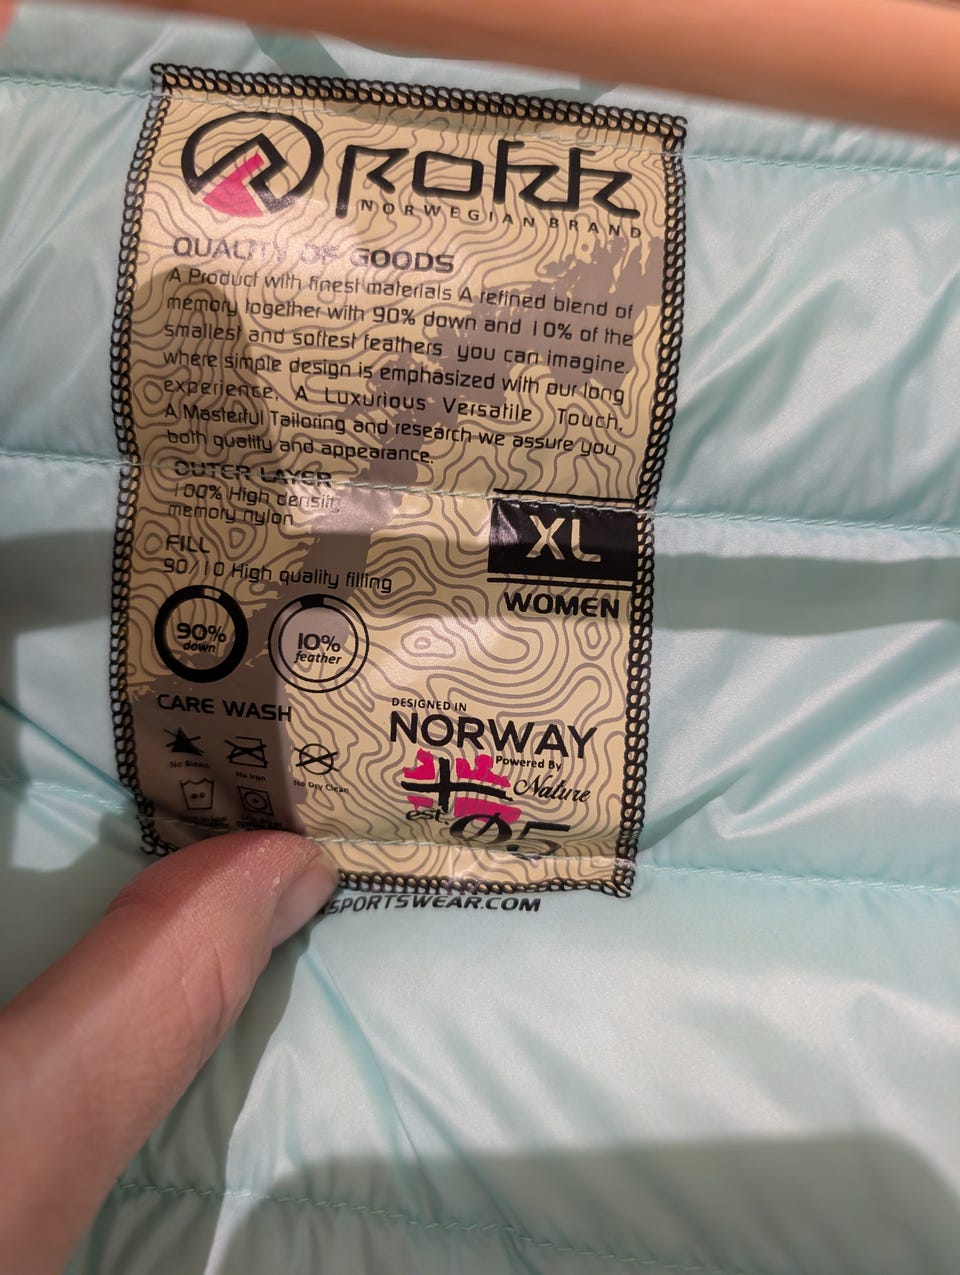 rokk
NORWEGIAN BRAND
QUALITY OF GOODS
A Product with finest materials A refined blend of
memory together with 90% down and 10% of the
smallest and softest feathers you can imagine.
where simple design is emphasized with our long
experience, A Luxurious Versatile Touch.
A Masterful Tailoring and research we assure you
both quality and appearance.
OUTER LAYER
100% High density
memory nylon
XL
WOMEN
FILL
90/10 High quality filling
90%
down
10%
feather
CARE WASH
No Iron
No Dry Clean
DESIGNED IN
NORWAY
Powered By
Nature
est. Ø5
SPORTSWEAR.COM